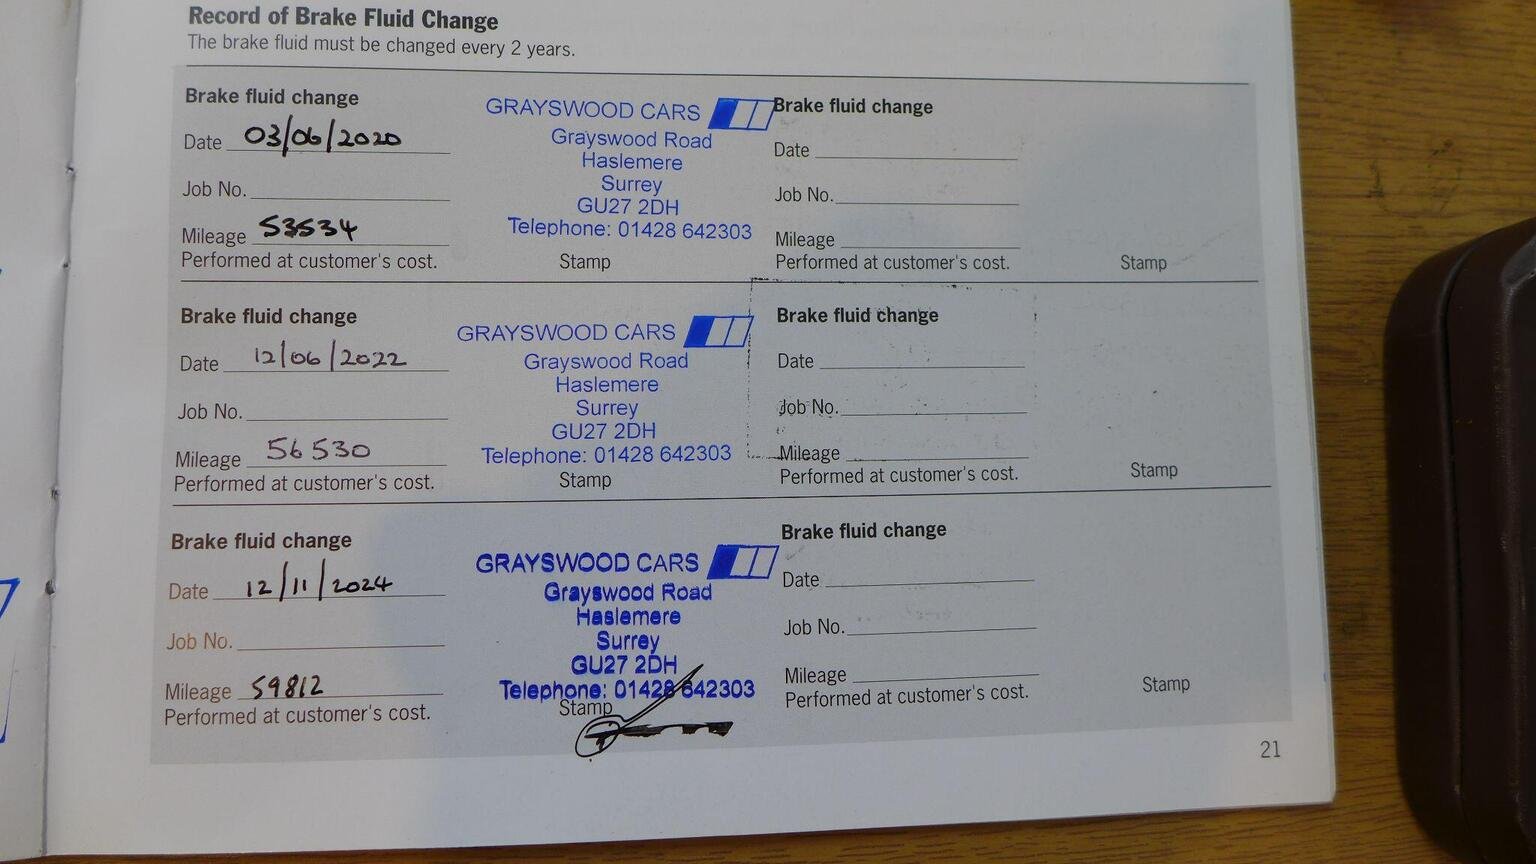 Record of Brake Fluid Change
The brake fluid must be changed every 2 years.
Brake fluid change
Date 03/06/2020
Job No.
Mileage 53534
Performed at customer's cost.
GRAYSWOOD CARS
Grayswood Road
Haslemere
Surrey
GU27 2DH
Telephone: 01428 642303
Stamp
Brake fluid change
Date
Job No.
Mileage
Performed at customer's cost.
Stamp
Brake fluid change
Date 12/06/2022
Job No.
Mileage 56530
Performed at customer's cost.
GRAYSWOOD CARS
Grayswood Road
Haslemere
Surrey
GU27 2DH
Telephone: 01428 642303
Stamp
Brake fluid change
Date
Job No.
Mileage
Performed at customer's cost.
Stamp
Brake fluid change
Date 12/11/2024
Job No.
Mileage 59812
Performed at customer's cost.
GRAYSWOOD CARS
Grayswood Road
Haslemere
Surrey
GU27 2DH
Telephone: 01428 642303
Stamp
Brake fluid change
Date
Job No.
Mileage
Performed at customer's cost.
Stamp
21